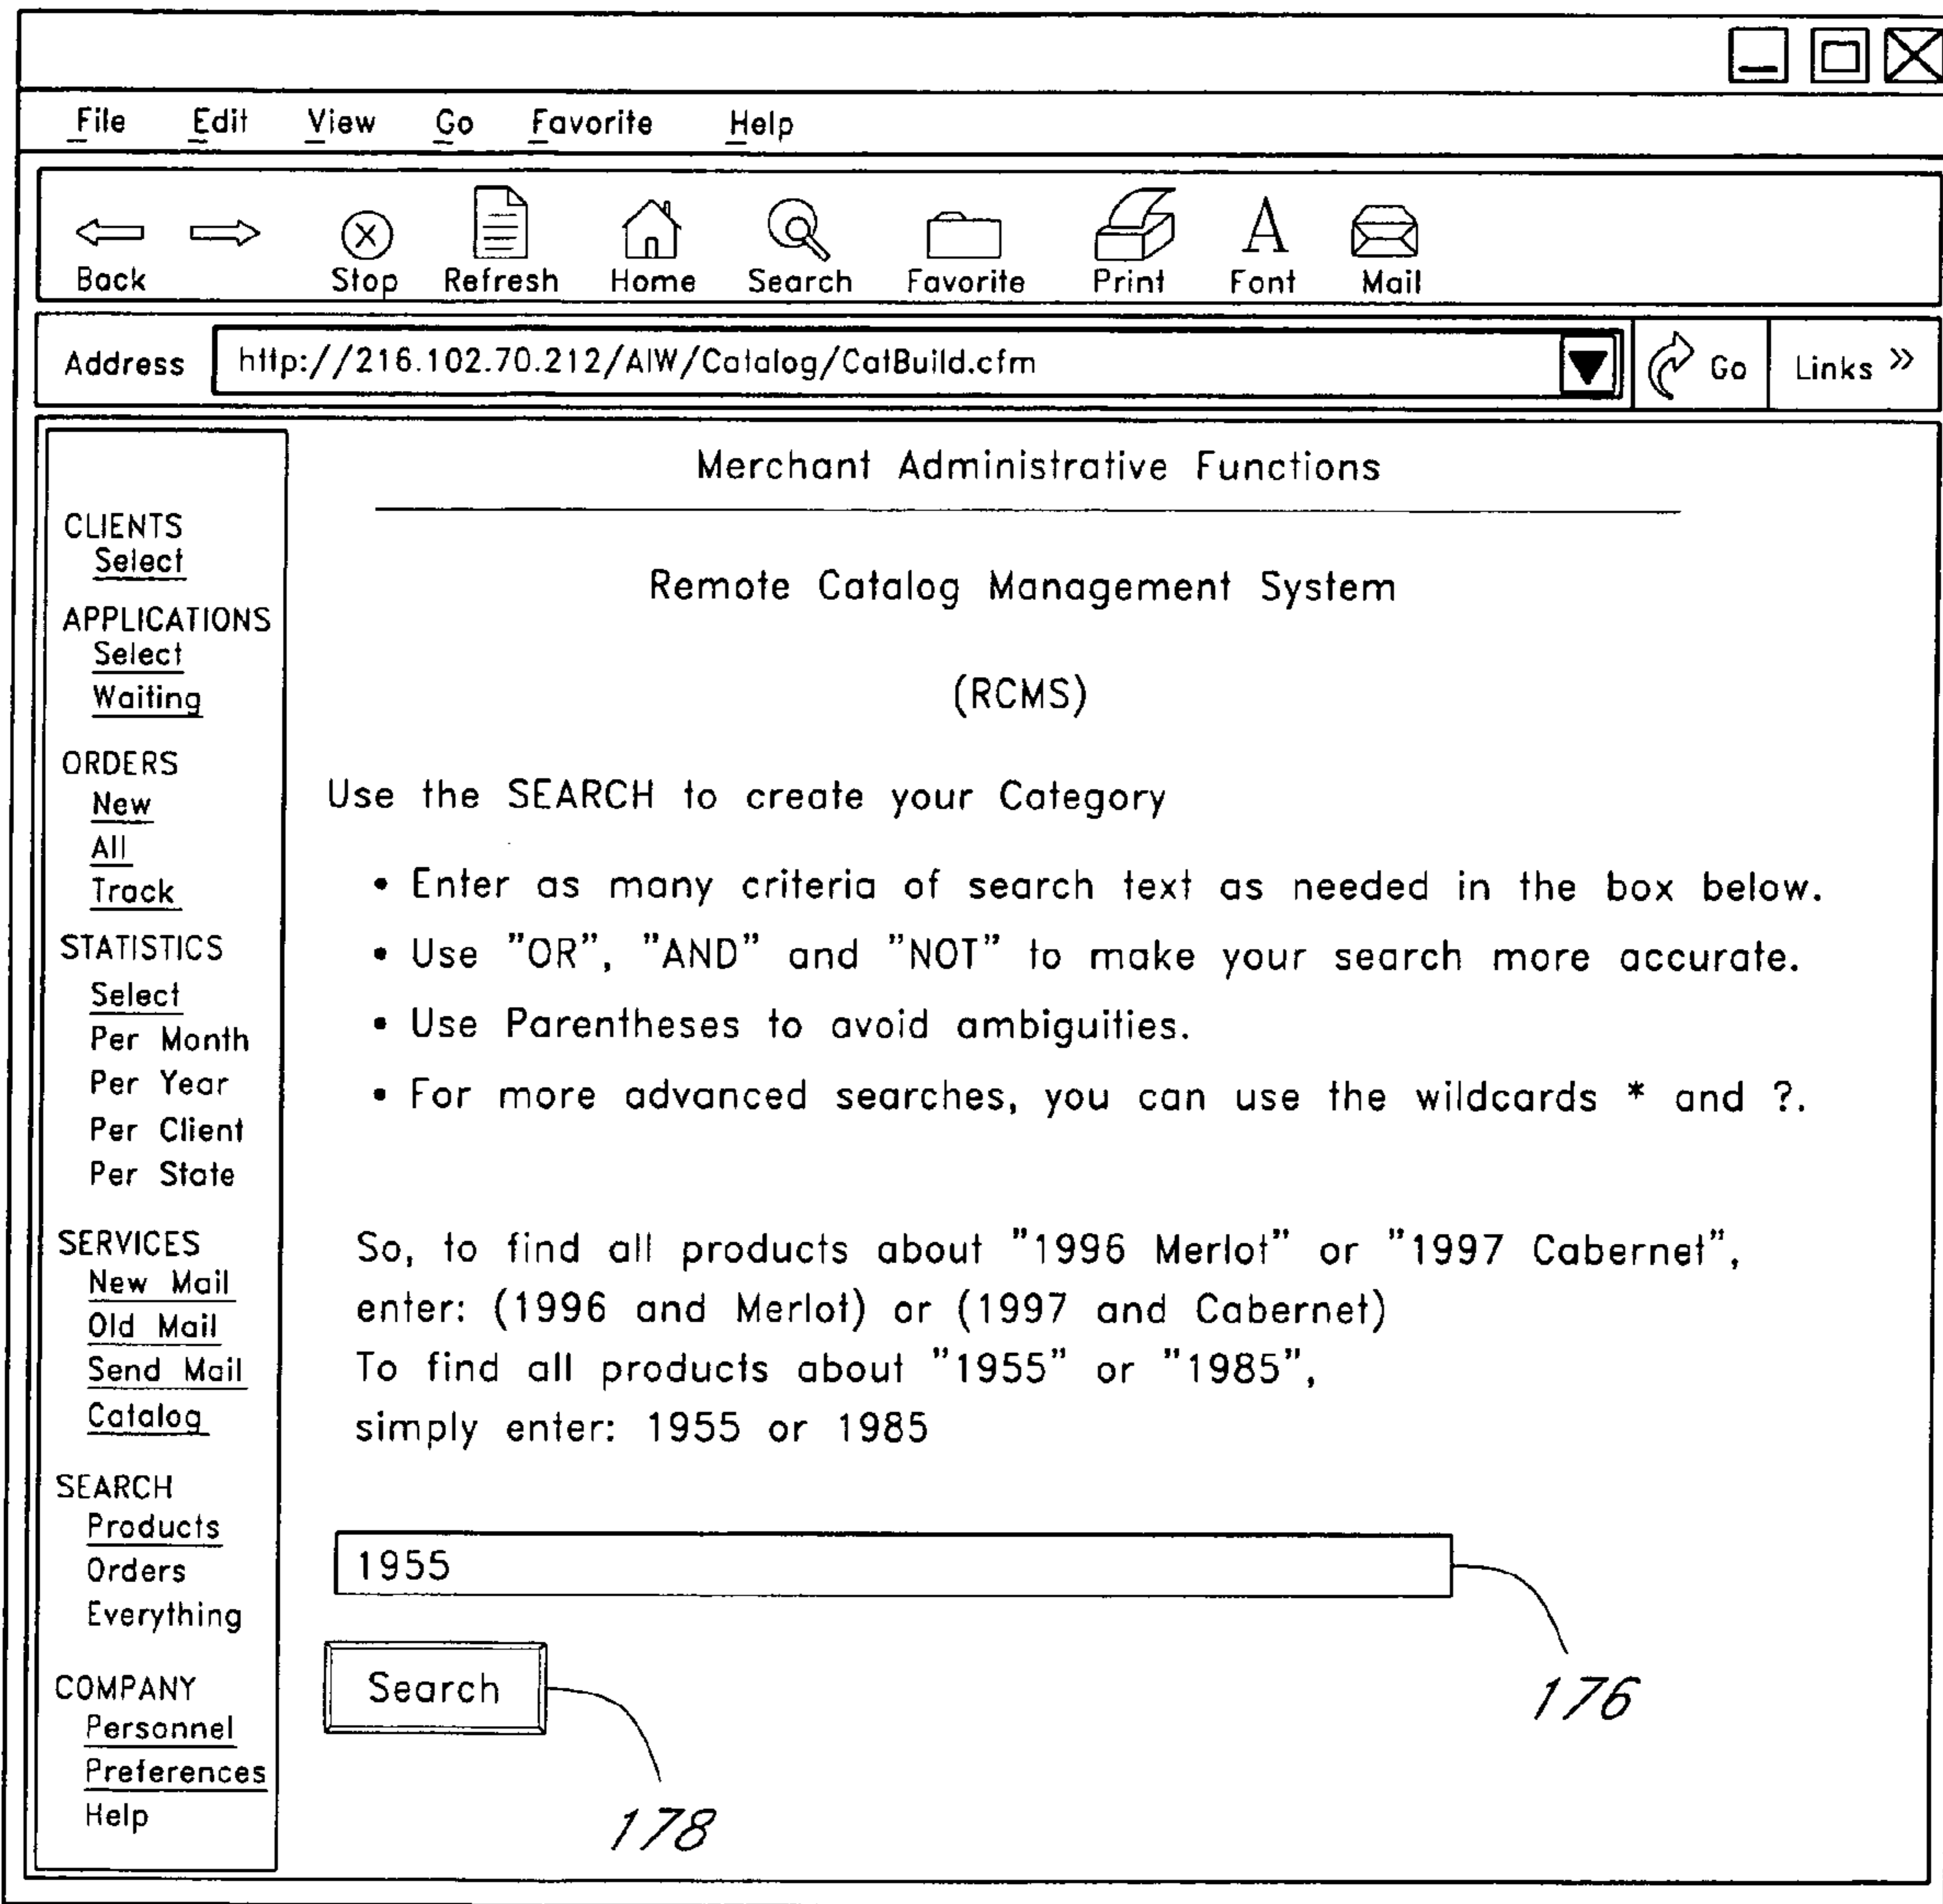 File Edit View Go Favorite Help
Back Stop Refresh Home Search Favorite Print Font Mail
Address http://216.102.70.212/AIW/Catalog/CatBuild.cfm Go Links »
CLIENTS
Select
APPLICATIONS
Select
Waiting
ORDERS
New
All
Track
STATISTICS
Select
Per Month
Per Year
Per Client
Per State
SERVICES
New Mail
Old Mail
Send Mail
Catalog
SEARCH
Products
Orders
Everything
COMPANY
Personnel
Preferences
Help
Merchant Administrative Functions
Remote Catalog Management System
(RCMS)
Use the SEARCH to create your Category
• Enter as many criteria of search text as needed in the box below.
• Use "OR", "AND" and "NOT" to make your search more accurate.
• Use Parentheses to avoid ambiguities.
• For more advanced searches, you can use the wildcards * and ?.
So, to find all products about "1996 Merlot" or "1997 Cabernet",
enter: (1996 and Merlot) or (1997 and Cabernet)
To find all products about "1955" or "1985",
simply enter: 1955 or 1985
1955
176
Search
178